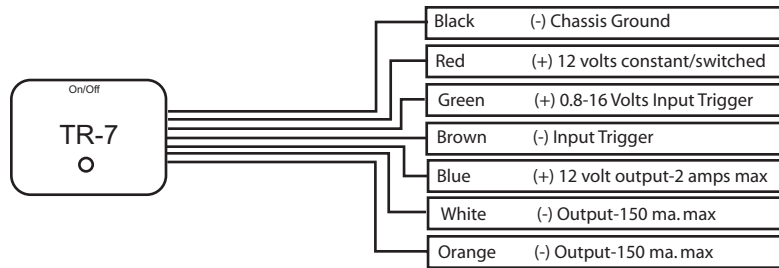 On/Off
TR-7
Black (-) Chassis Ground
Red (+) 12 volts constant/switched
Green (+) 0.8-16 Volts Input Trigger
Brown (-) Input Trigger
Blue (+) 12 volt output-2 amps max
White (-) Output-150 ma. max
Orange (-) Output-150 ma. max